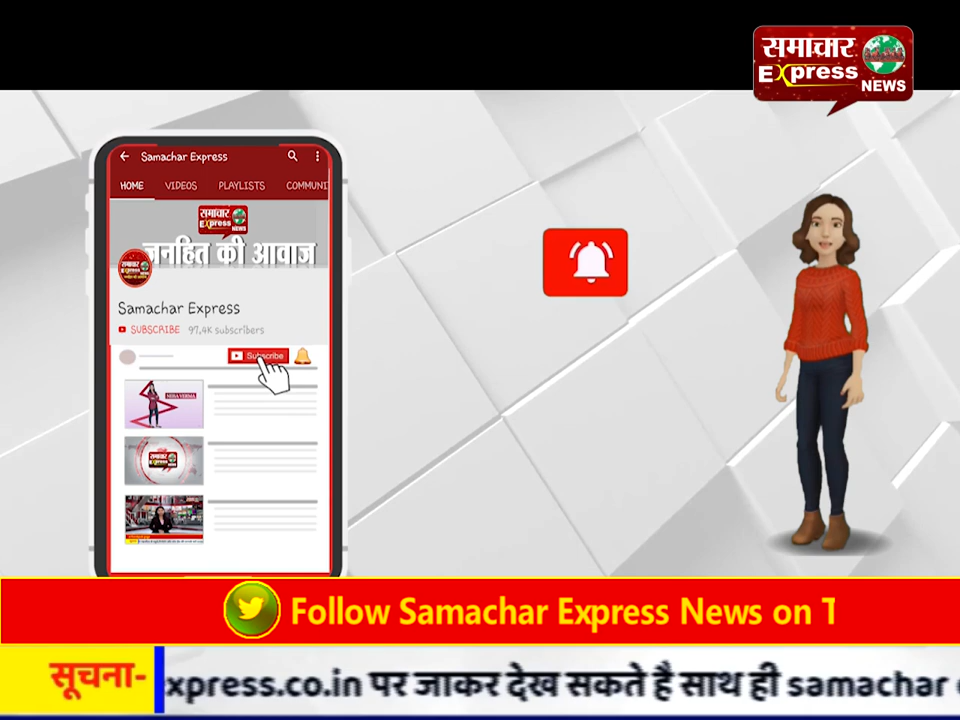 समाचार
Express
NEWS
Samachar Express
HOME VIDEOS PLAYLISTS COMMUNI
समाचार
Express
NEWS
जनहित की आवाज
Samachar Express
SUBSCRIBE 97.4K subscribers
Subscribe
Follow Samachar Express News on T
सूचना- xpress.co.in पर जाकर देख सकते है साथ ही samachar